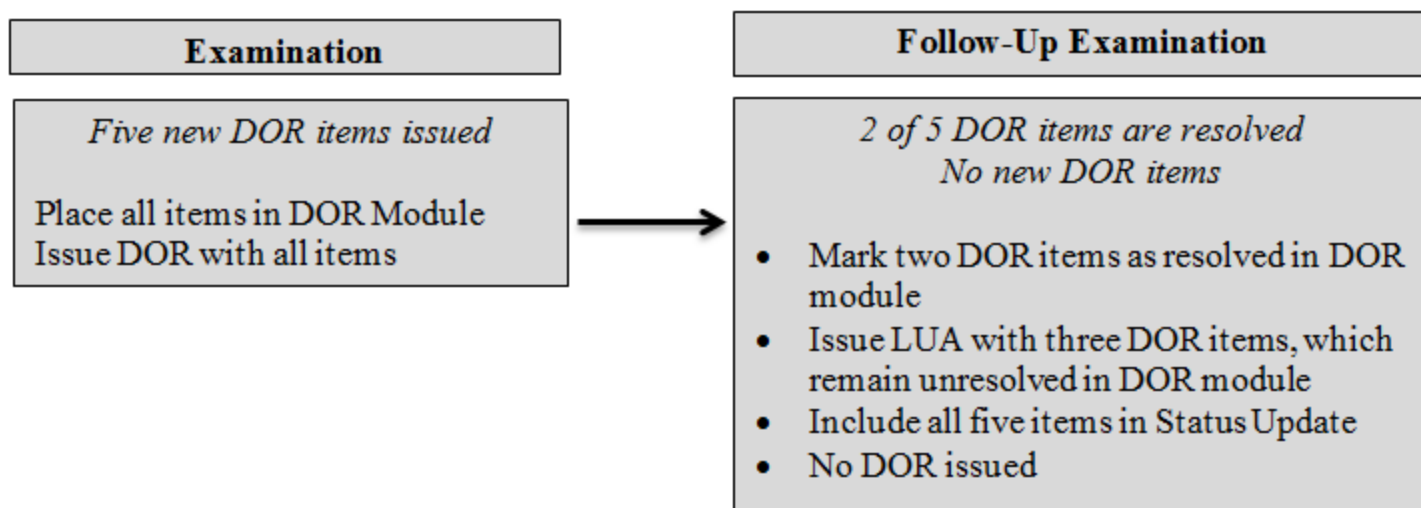 Examination
Five new DOR items issued
Place all items in DOR Module
Issue DOR with all items
Follow-Up Examination
2 of 5 DOR items are resolved
No new DOR items
• Mark two DOR items as resolved in DOR
module
• Issue LUA with three DOR items, which
remain unresolved in DOR module
• Include all five items in Status Update
• No DOR issued